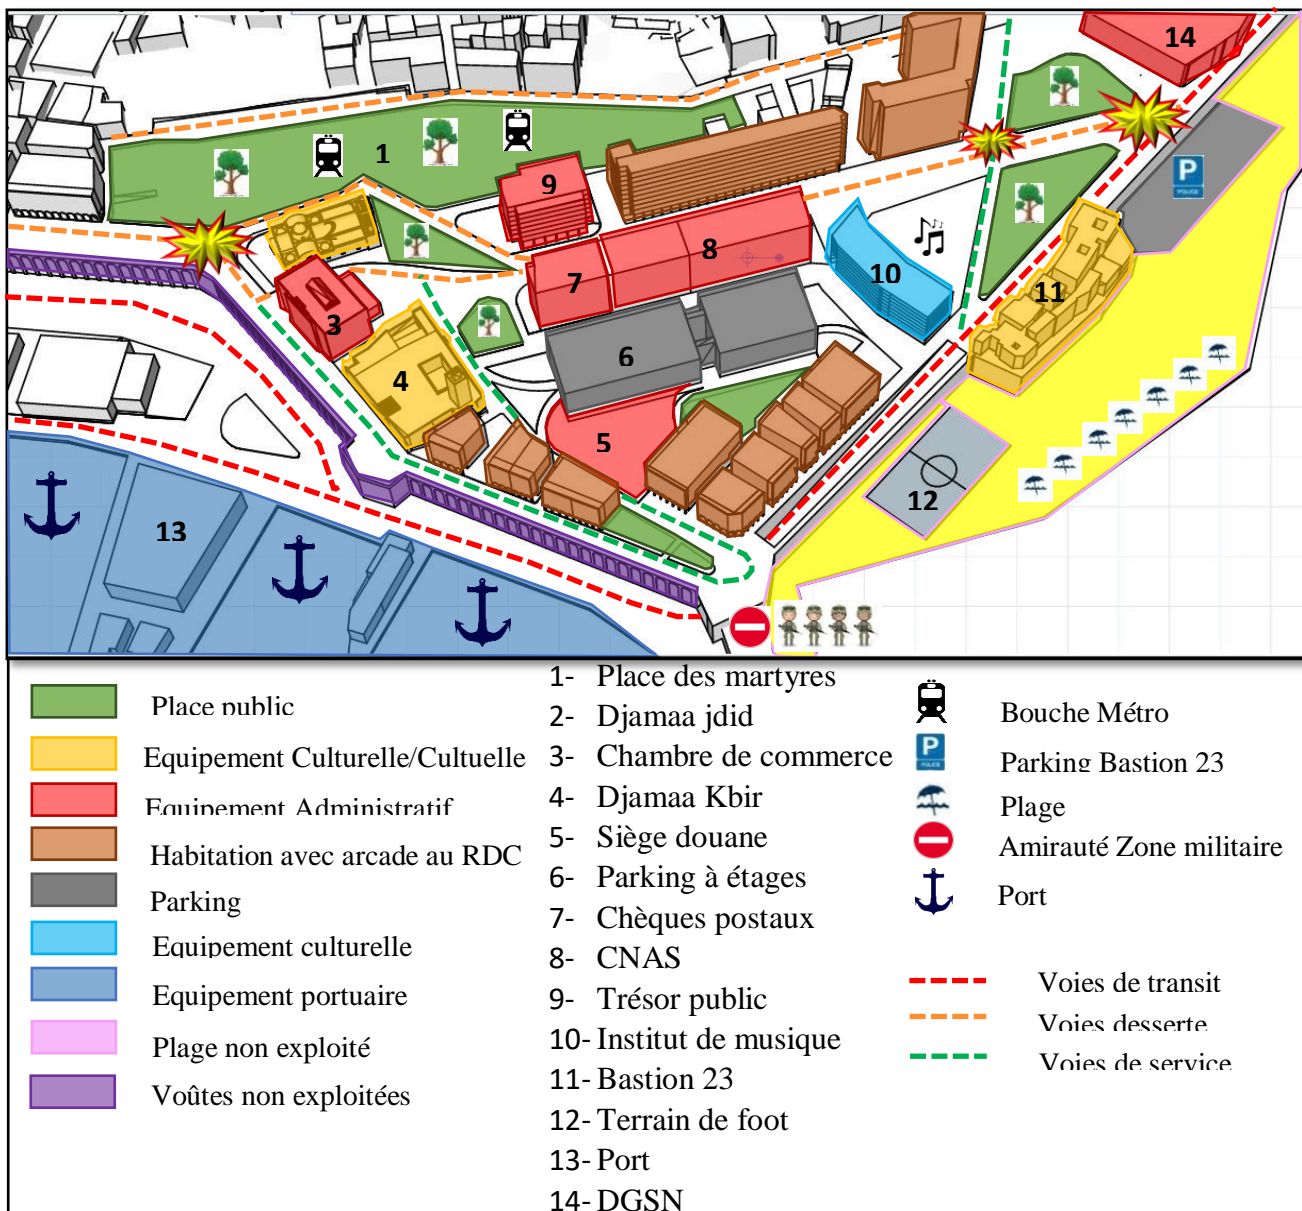 14
1
9
2
8
10
7
11
3
6
4
5
12
13
P
POLICE
Place public
Equipement Culturelle/Cultuelle
Equipement Administratif
Habitation avec arcade au RDC
Parking
Equipement culturelle
Equipement portuaire
Plage non exploité
Voûtes non exploitées
1- Place des martyres
2- Djamaa jdid
3- Chambre de commerce
4- Djamaa Kbir
5- Siège douane
6- Parking à étages
7- Chèques postaux
8- CNAS
9- Trésor public
10- Institut de musique
11- Bastion 23
12- Terrain de foot
13- Port
14- DGSN
Bouche Métro
P
POLICE
Parking Bastion 23
Plage
Amirauté Zone militaire
Port
Voies de transit
Voies desserte
Voies de service